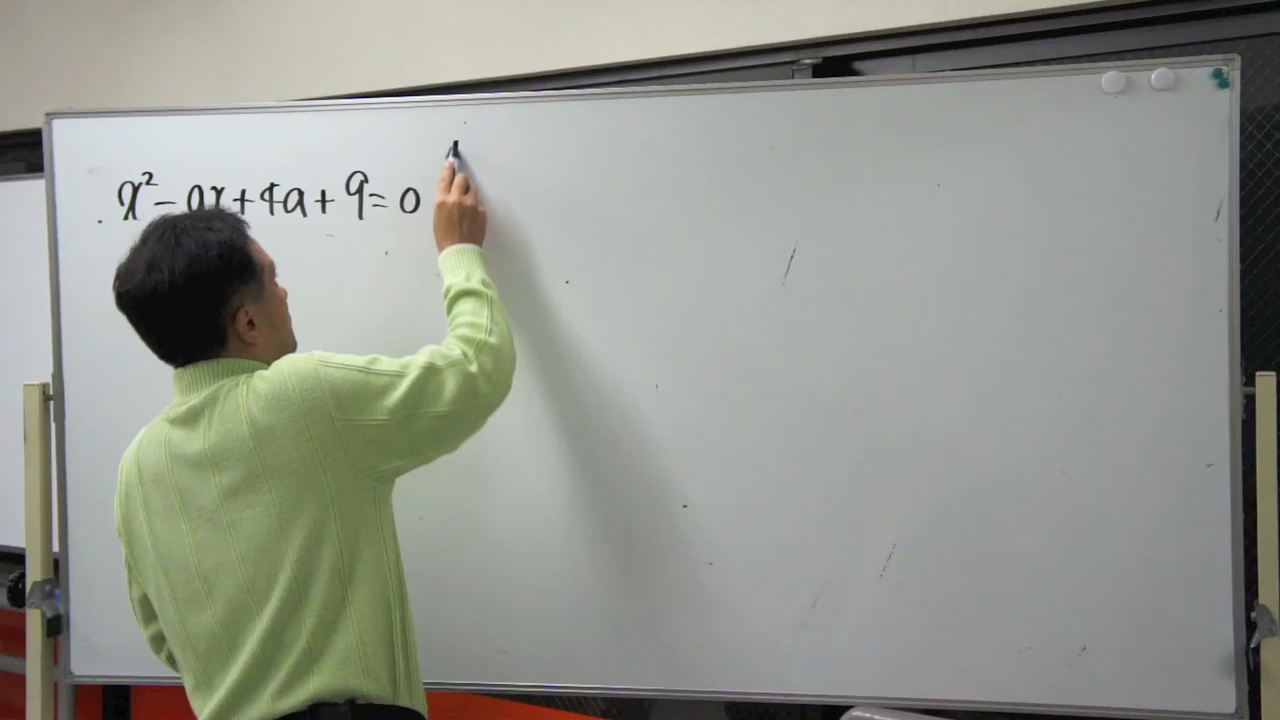 x² - ax + 4a + 9 = 0